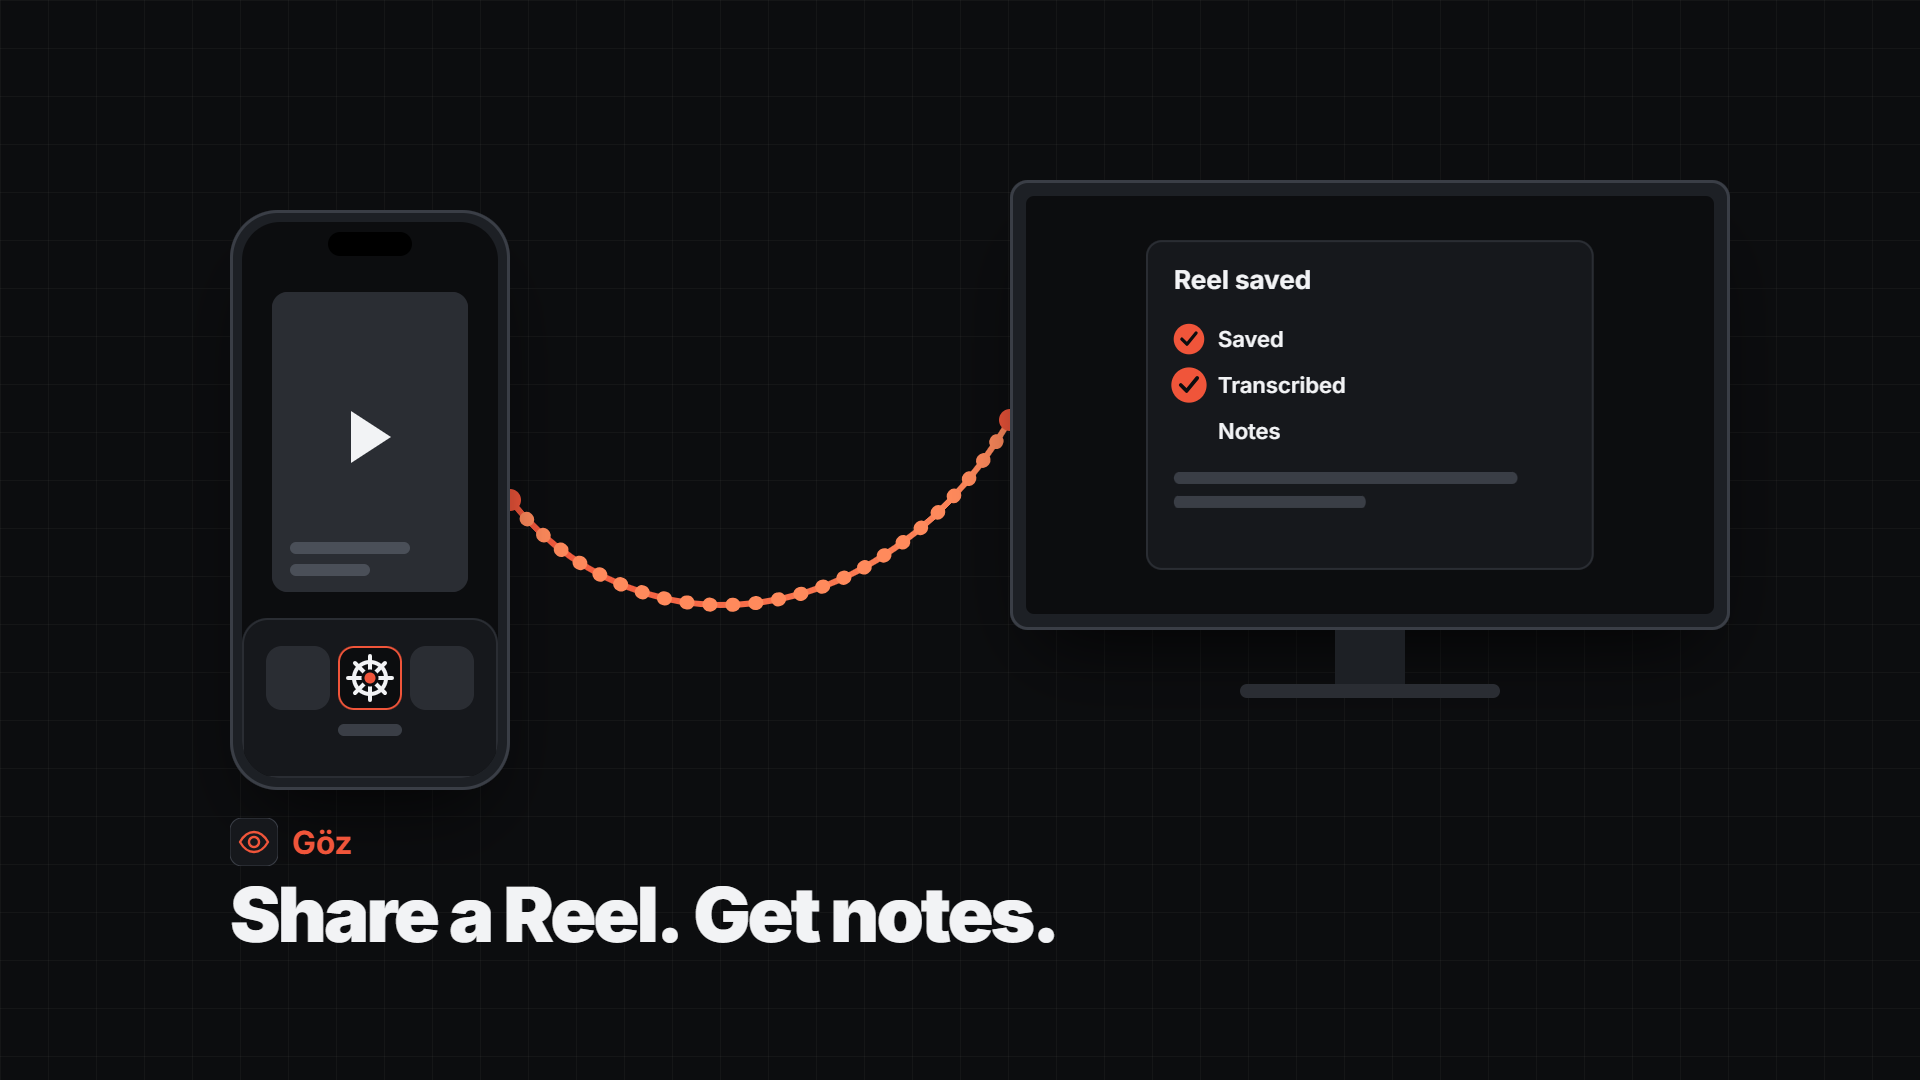 Reel saved
Saved
Transcribed
Notes
Göz
Share a Reel. Get notes.